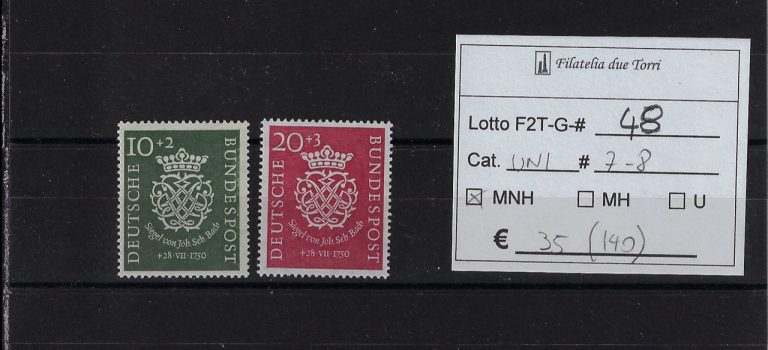 10+2
DEUTSCHE
BUNDESPOST
Siegel von Joh. Seb. Bach
+28·VII·1750
20+3
DEUTSCHE
BUNDESPOST
Siegel von Joh. Seb. Bach
+28·VII·1750
Filatelia due Torri
Lotto F2T-G-# 48
Cat. UNI # 7-8
MNH MH U
€ 35 (140)